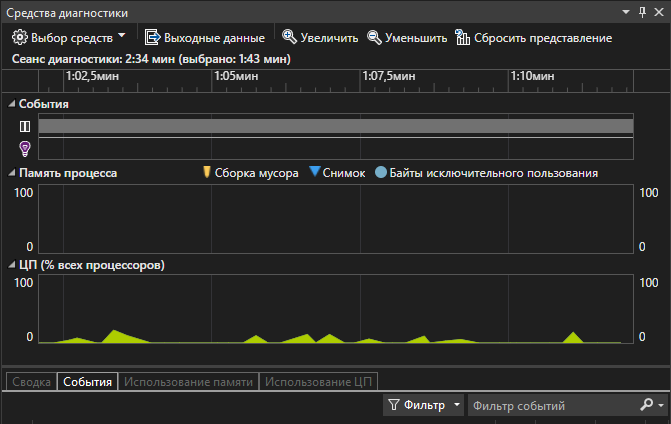 Средства диагностики
Выбор средств Выходные данные Увеличить Уменьшить Сбросить представление
Сеанс диагностики: 2:34 мин (выбрано: 1:43 мин)
1:02,5мин 1:05мин 1:07,5мин 1:10мин
События
Память процесса Сборка мусора Снимок Байты исключительного пользования
100 100
0 0
ЦП (% всех процессоров)
100 100
0 0
Сводка События Использование памяти Использование ЦП
Фильтр Фильтр событий